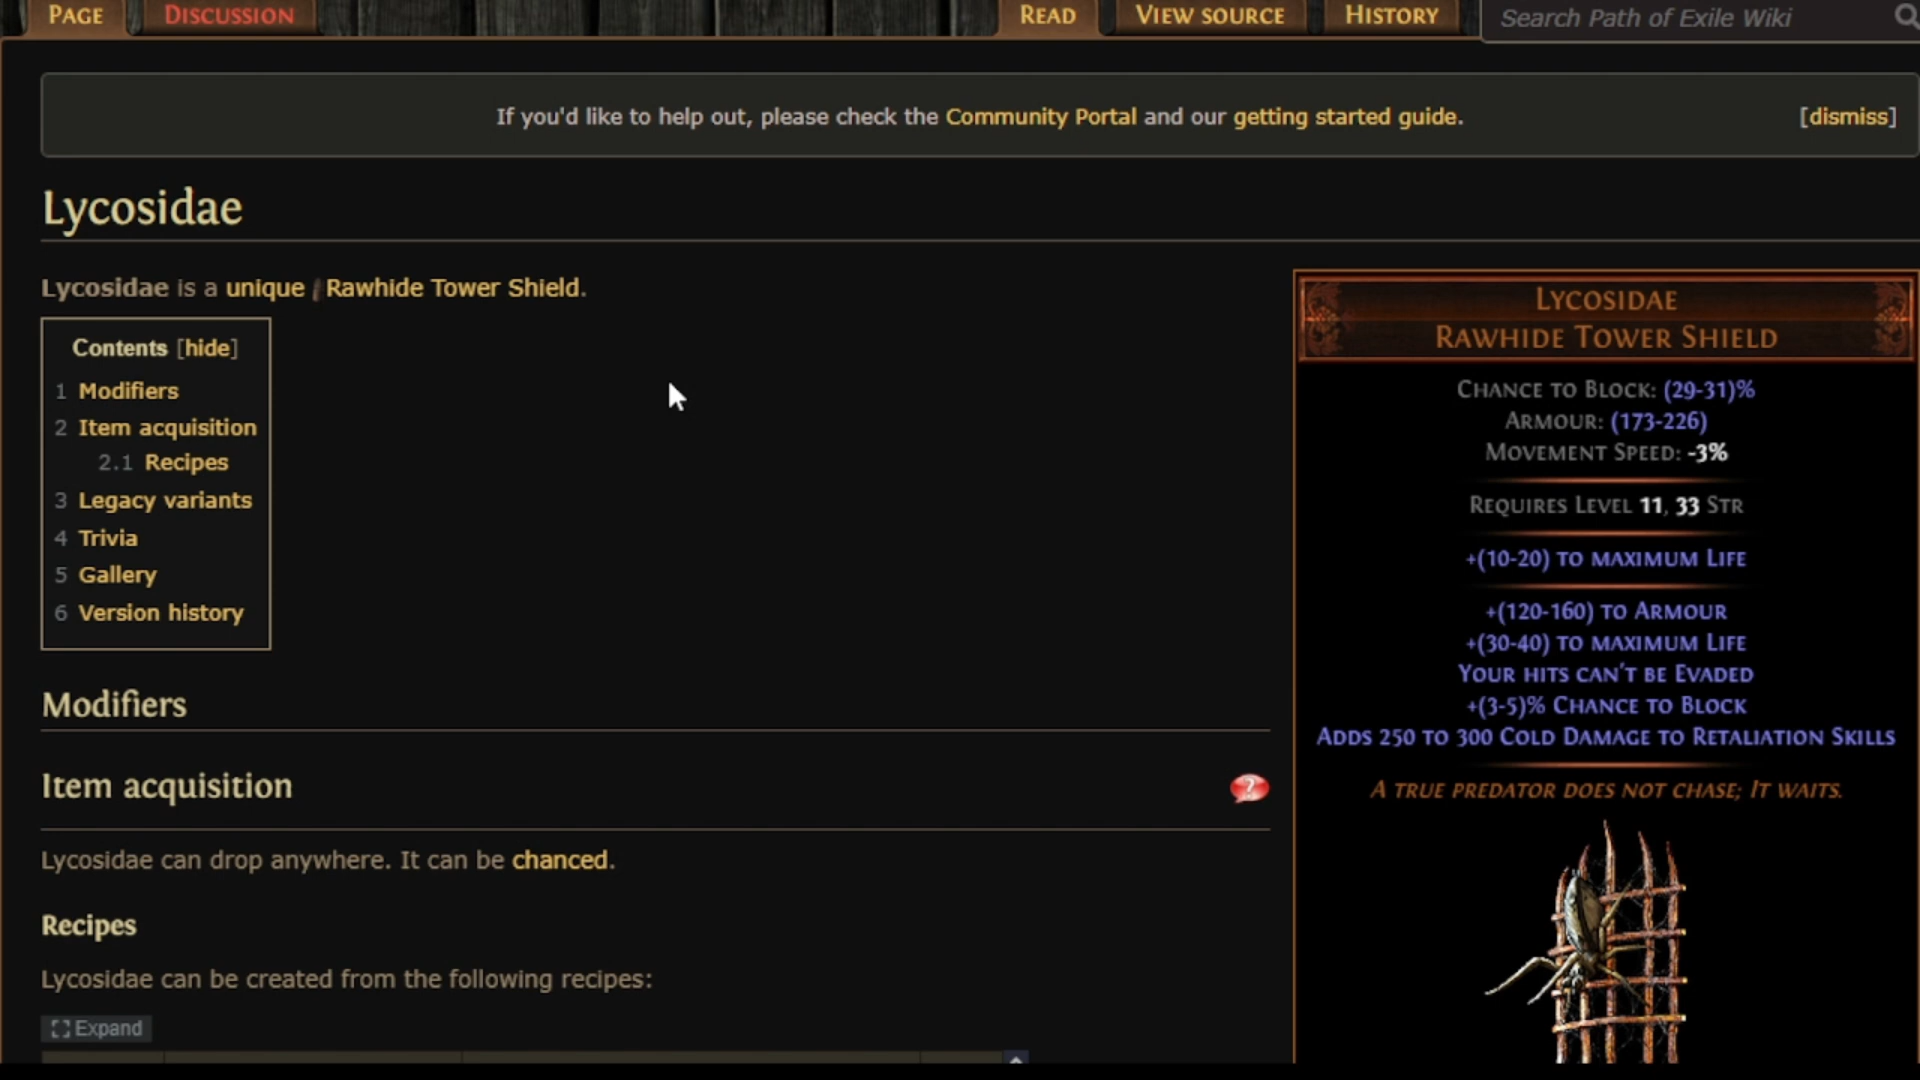 PAGE
DISCUSSION
READ
VIEW SOURCE
HISTORY
Search Path of Exile Wiki
If you'd like to help out, please check the Community Portal and our getting started guide.
[dismiss]
Lycosidae
Lycosidae is a unique Rawhide Tower Shield.
Contents [hide]
1 Modifiers
2 Item acquisition
2.1 Recipes
3 Legacy variants
4 Trivia
5 Gallery
6 Version history
Modifiers
Item acquisition
?
Lycosidae can drop anywhere. It can be chanced.
Recipes
Lycosidae can be created from the following recipes:
Expand
LYCOSIDAE
RAWHIDE TOWER SHIELD
CHANCE TO BLOCK: (29-31)%
ARMOUR: (173-226)
MOVEMENT SPEED: -3%
REQUIRES LEVEL 11, 33 STR
+(10-20) TO MAXIMUM LIFE
+(120-160) TO ARMOUR
+(30-40) TO MAXIMUM LIFE
YOUR HITS CAN'T BE EVADED
+(3-5)% CHANCE TO BLOCK
ADDS 250 TO 300 COLD DAMAGE TO RETALIATION SKILLS
A TRUE PREDATOR DOES NOT CHASE; IT WAITS.